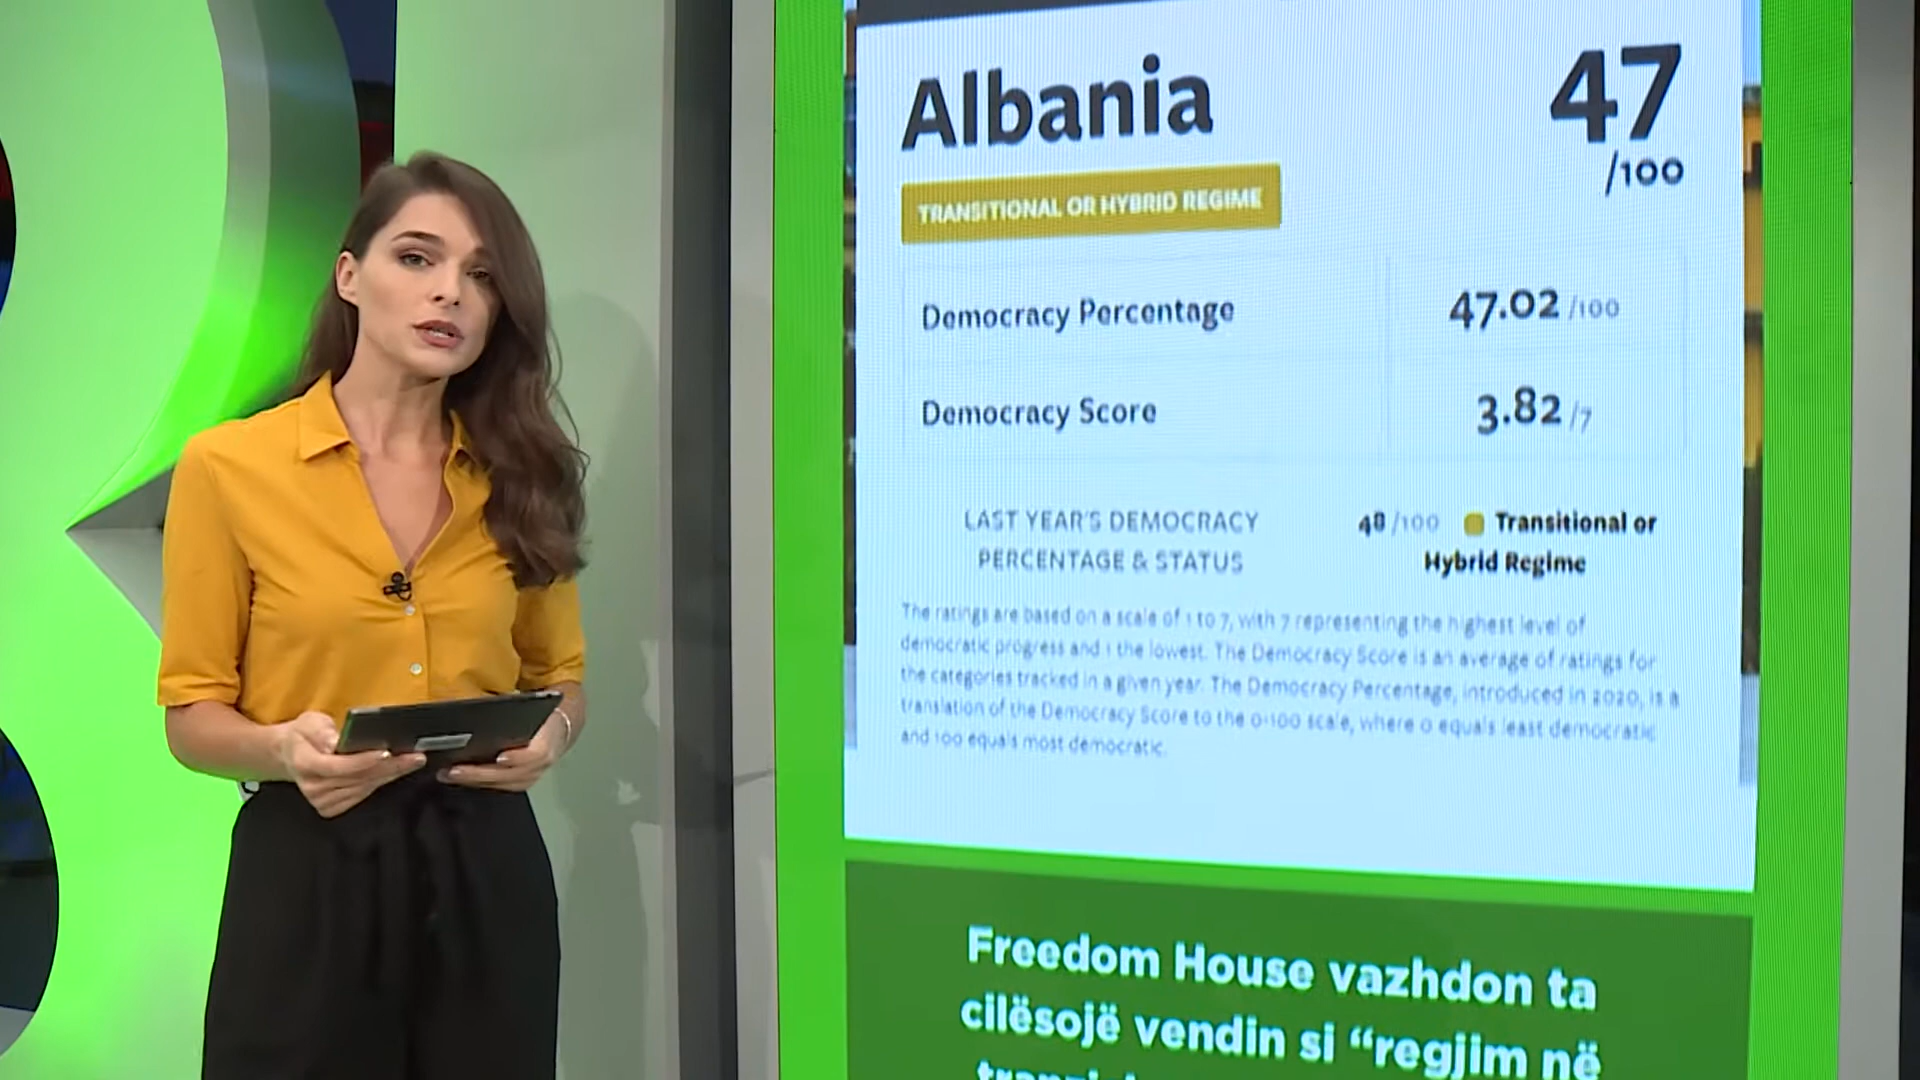 Albania
47
/100
TRANSITIONAL OR HYBRID REGIME
Democracy Percentage
47.02 /100
Democracy Score
3.82 /7
LAST YEAR'S DEMOCRACY
PERCENTAGE & STATUS
48 /100 Transitional or
Hybrid Regime
The ratings are based on a scale of 1 to 7, with 7 representing the highest level of
democratic progress and 1 the lowest. The Democracy Score is an average of ratings for
the categories tracked in a given year. The Democracy Percentage, introduced in 2020, is a
translation of the Democracy Score to the 0-100 scale, where 0 equals least democratic
and 100 equals most democratic.
Freedom House vazhdon ta
cilësojë vendin si “regjim në